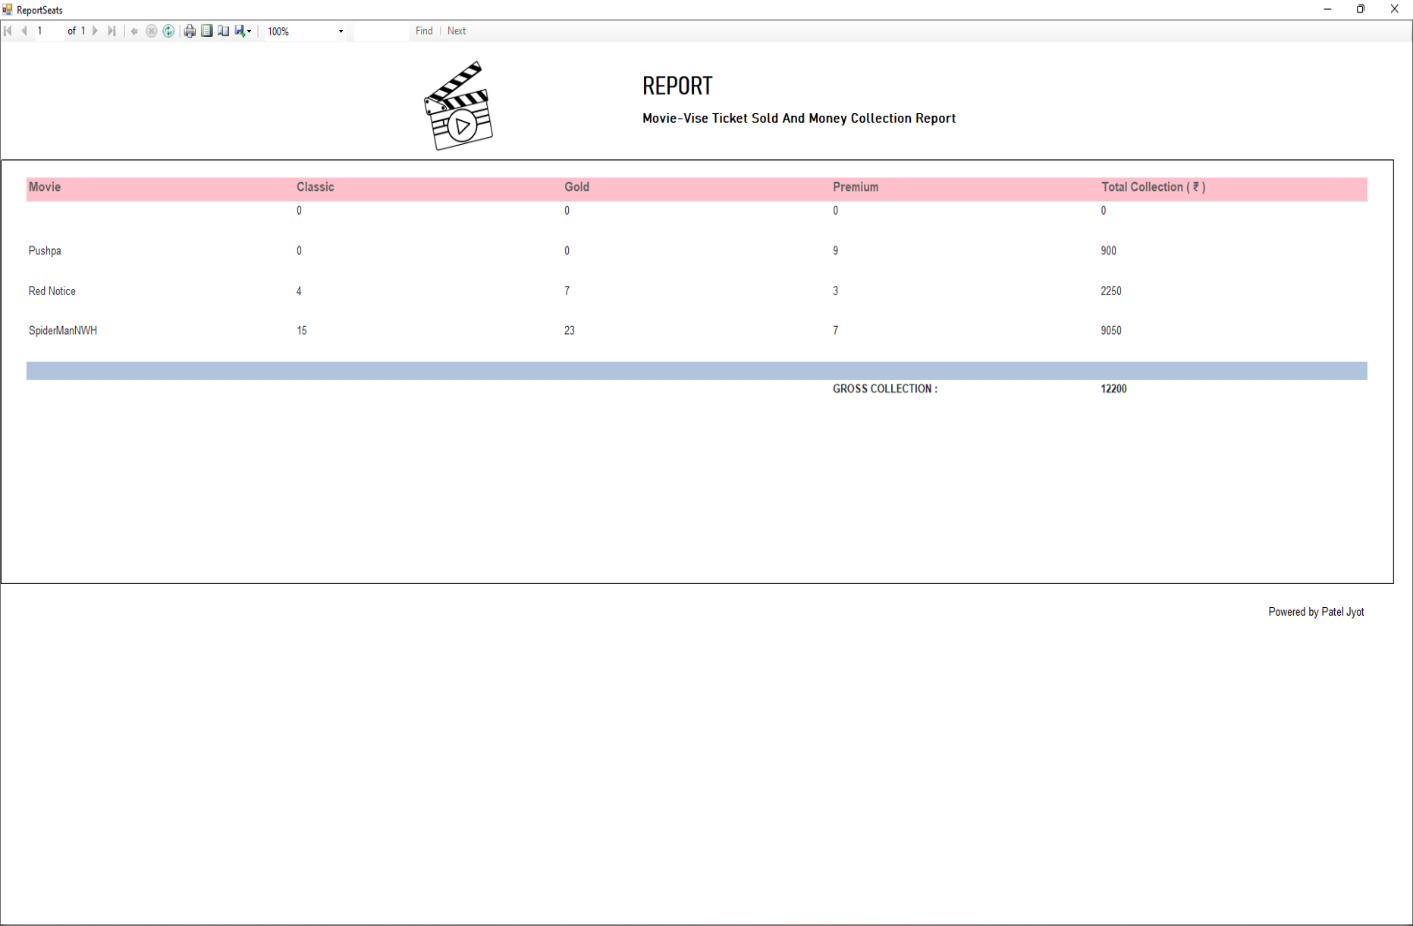 ReportSeats
1 of 1 100% Find | Next
REPORT
Movie-Vise Ticket Sold And Money Collection Report
Movie Classic Gold Premium Total Collection ( ₹ )
0 0 0 0
Pushpa 0 0 9 900
Red Notice 4 7 3 2250
SpiderManNWH 15 23 7 9050
GROSS COLLECTION : 12200
Powered by Patel Jyot